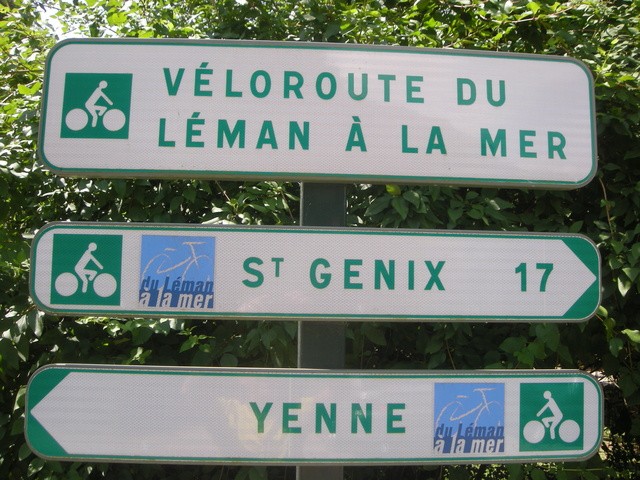 VÉLOROUTE DU
LÉMAN À LA MER
du Léman
à la mer
ST GENIX 17
YENNE
du Léman
à la mer